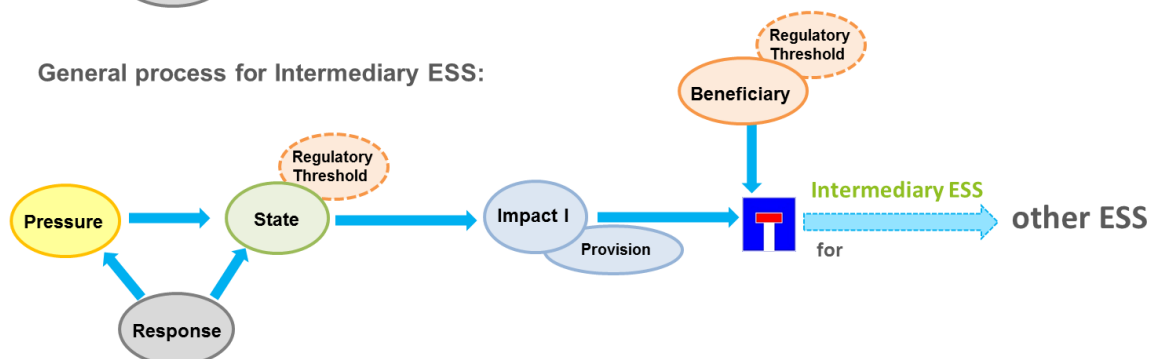 General process for Intermediary ESS:
Regulatory
Threshold
Beneficiary
Regulatory
Threshold
Pressure
State
Impact I
Provision
Intermediary ESS
for
other ESS
Response